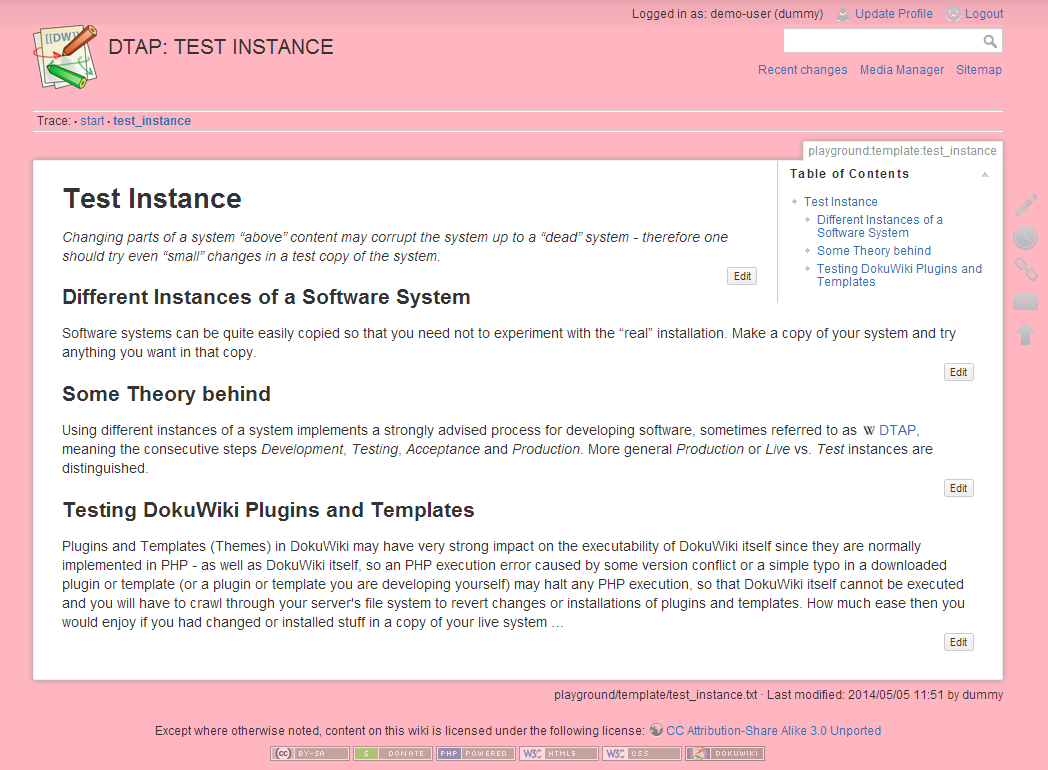 Logged in as: demo-user (dummy) Update Profile Logout
[[DW]]
DTAP: TEST INSTANCE
Recent changes Media Manager Sitemap
Trace: • start • test_instance
playground:template:test_instance
Table of Contents
Test Instance
Different Instances of a
Software System
Some Theory behind
Testing DokuWiki Plugins and
Templates
Test Instance
Changing parts of a system “above” content may corrupt the system up to a “dead” system - therefore one
should try even “small” changes in a test copy of the system.
Edit
Different Instances of a Software System
Software systems can be quite easily copied so that you need not to experiment with the “real” installation. Make a copy of your system and try
anything you want in that copy.
Edit
Some Theory behind
Using different instances of a system implements a strongly advised process for developing software, sometimes referred to as W DTAP,
meaning the consecutive steps Development, Testing, Acceptance and Production. More general Production or Live vs. Test instances are
distinguished.
Edit
Testing DokuWiki Plugins and Templates
Plugins and Templates (Themes) in DokuWiki may have very strong impact on the executability of DokuWiki itself since they are normally
implemented in PHP - as well as DokuWiki itself, so an PHP execution error caused by some version conflict or a simple typo in a downloaded
plugin or template (or a plugin or template you are developing yourself) may halt any PHP execution, so that DokuWiki itself cannot be executed
and you will have to crawl through your server's file system to revert changes or installations of plugins and templates. How much ease then you
would enjoy if you had changed or installed stuff in a copy of your live system …
Edit
playground/template/test_instance.txt · Last modified: 2014/05/05 11:51 by dummy
Except where otherwise noted, content on this wiki is licensed under the following license: CC Attribution-Share Alike 3.0 Unported
cc BY-SA $ DONATE PHP POWERED W3C HTML5 W3C CSS DOKUWIKI